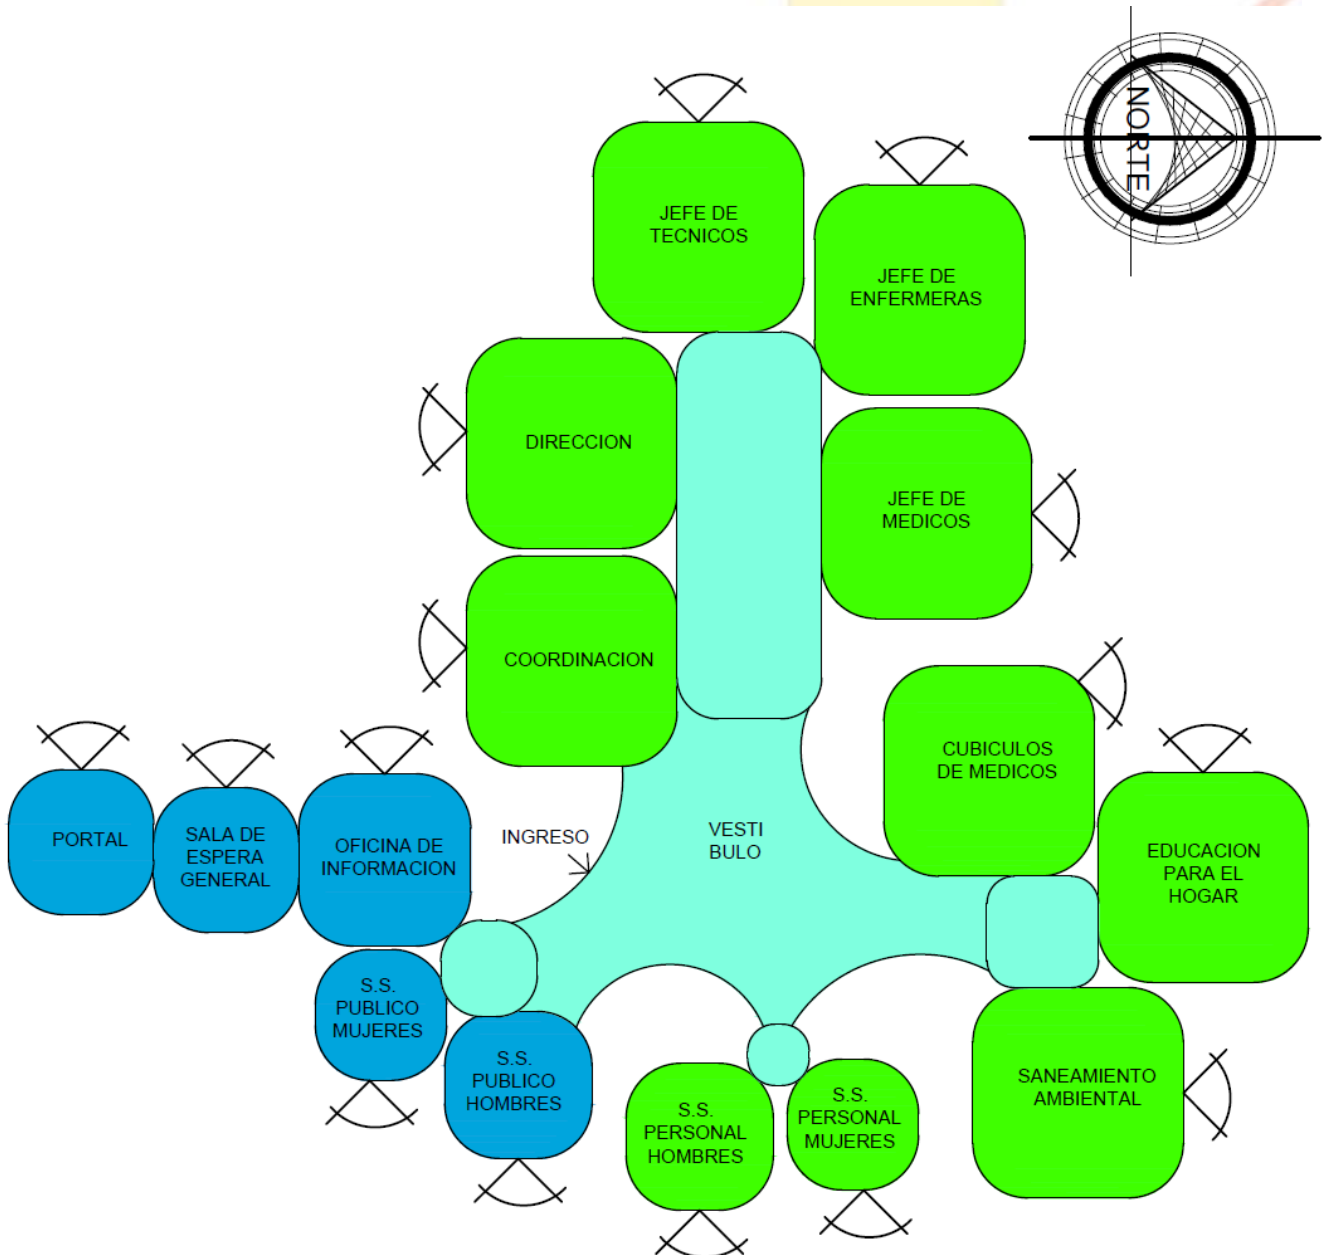 NORTE
JEFE DE
TECNICOS
JEFE DE
ENFERMERAS
DIRECCION
JEFE DE
MEDICOS
COORDINACION
CUBICULOS
DE MEDICOS
PORTAL
SALA DE
ESPERA
GENERAL
OFICINA DE
INFORMACION
INGRESO
VESTI
BULO
EDUCACION
PARA EL
HOGAR
S.S.
PUBLICO
MUJERES
S.S.
PUBLICO
HOMBRES
S.S.
PERSONAL
HOMBRES
S.S.
PERSONAL
MUJERES
SANEAMIENTO
AMBIENTAL